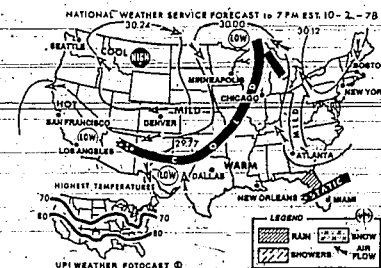 NATIONAL WEATHER SERVICE FORECAST to 7 PM EST. 10-2-78
30.24
30.00
30.12
SEATTLE
COOL
HIGH
LOW
MINNEAPOLIS
BOSTON
NEW YORK
CHICAGO
HOT
MILD
MILD
SAN FRANCISCO
LOW
DENVER
29.77
COLD
LOS ANGELES
ATLANTA
WARM
LOW
DALLAS
HIGHEST TEMPERATURES
NEW ORLEANS
STATIC
MIAMI
70
70
80
80
LEGEND
RAIN
SNOW
SHOWERS
AIR FLOW
UPI WEATHER FOTOCAST